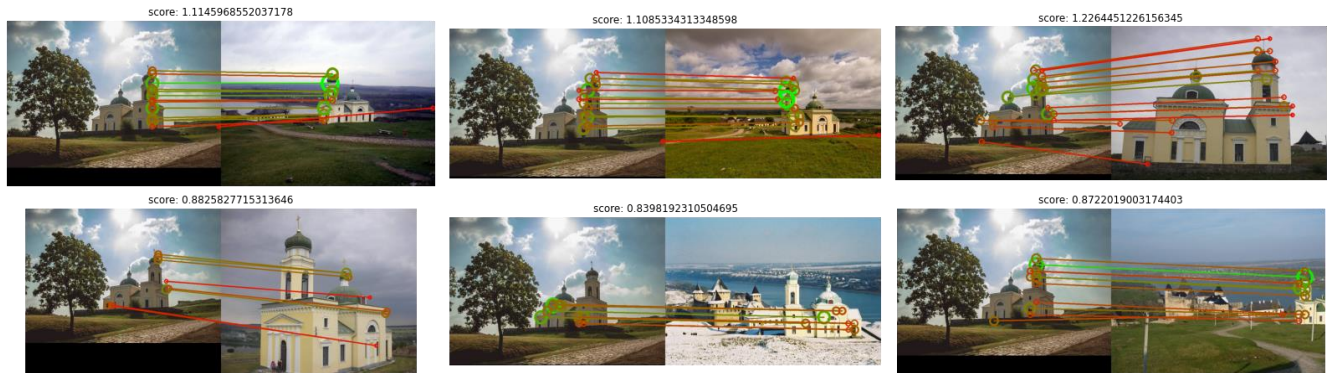 score: 1.1145968552037178
score: 1.1085334313348598
score: 1.2264451226156345
score: 0.8825827715313646
score: 0.8398192310504695
score: 0.8722019003174403